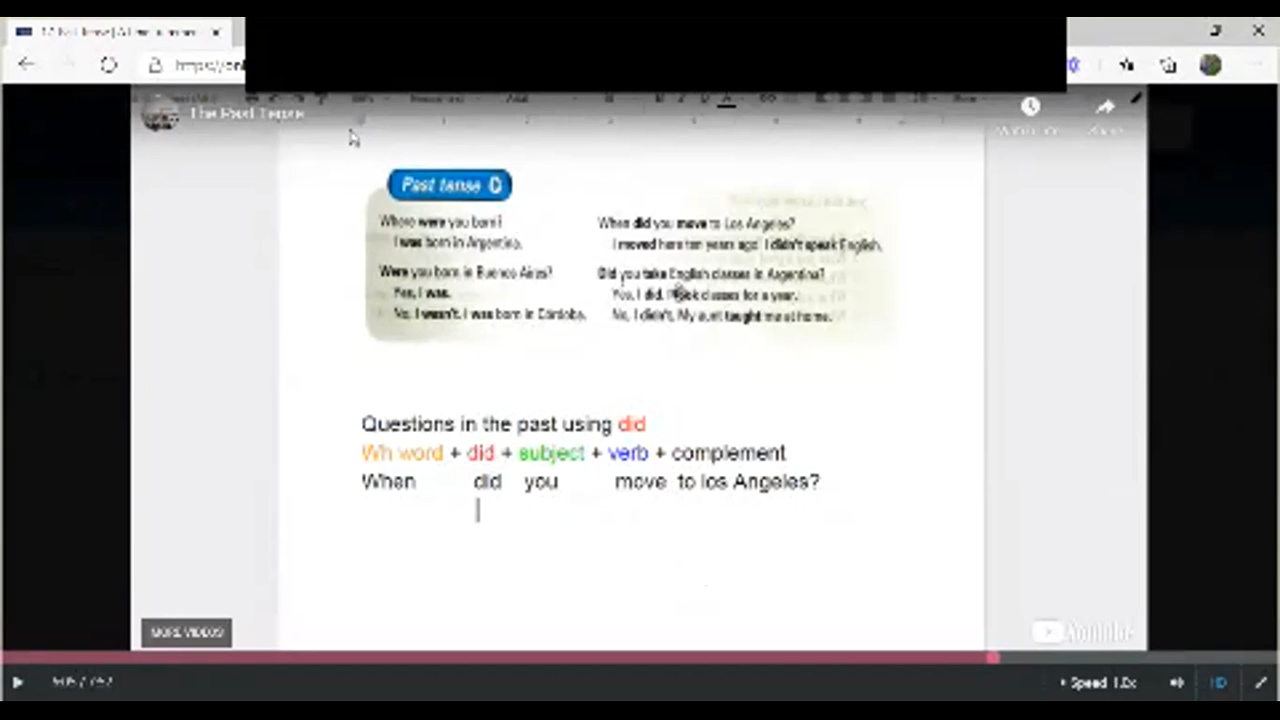 https://onl
The Past Tense
Past tense
Where were you born?
I was born in Argentina.
Were you born in Buenos Aires?
Yes, I was.
No, I wasn't. I was born in Córdoba.
When did you move to Los Angeles?
I moved here ten years ago. I didn't speak English.
Did you take English classes in Argentina?
Yes, I did. I took classes for a year.
No, I didn't. My aunt taught me at home.
Questions in the past using did
Wh word + did + subject + verb + complement
When did you move to los Angeles?
MORE VIDEOS
YouTube
Speed 1.0x
HD